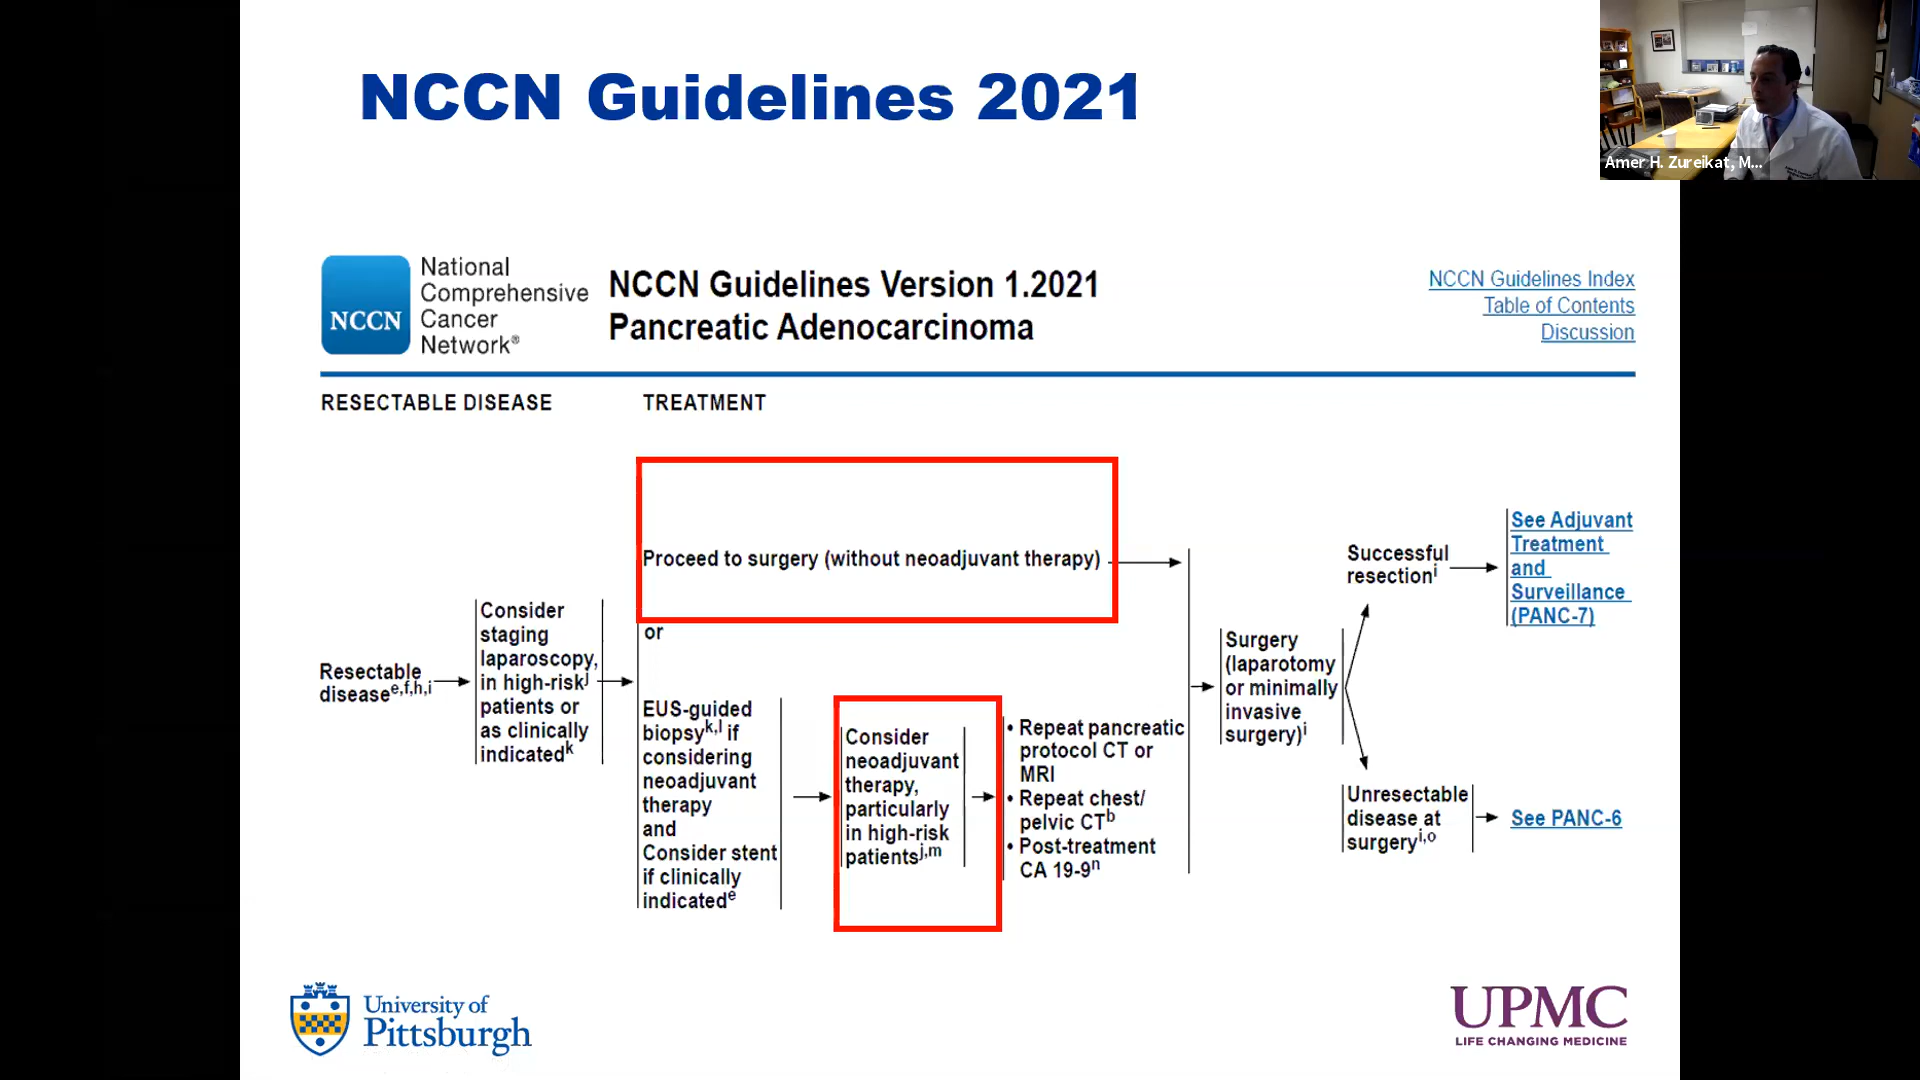 NCCN Guidelines 2021
Amer H. Zureikat, M...
NCCN
National
Comprehensive
Cancer
Network®
NCCN Guidelines Version 1.2021
Pancreatic Adenocarcinoma
NCCN Guidelines Index
Table of Contents
Discussion
RESECTABLE DISEASE
TREATMENT
Resectable
disease e,f,h,i
Consider
staging
laparoscopy,
in high-risk j
patients or
as clinically
indicated k
Proceed to surgery (without neoadjuvant therapy)
or
EUS-guided
biopsy k,l if
considering
neoadjuvant
therapy
and
Consider stent
if clinically
indicated e
Consider
neoadjuvant
therapy,
particularly
in high-risk
patients j,m
• Repeat pancreatic
protocol CT or
MRI
• Repeat chest/
pelvic CT b
• Post-treatment
CA 19-9 n
Surgery
(laparotomy
or minimally
invasive
surgery) i
Successful
resection i
See Adjuvant
Treatment
and
Surveillance
(PANC-7)
Unresectable
disease at
surgery i,o
See PANC-6
University of
Pittsburgh
UPMC
LIFE CHANGING MEDICINE